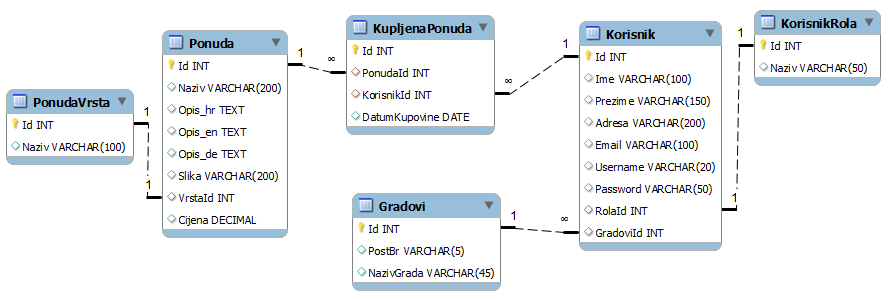 PonudaVrsta
Id INT
Naziv VARCHAR(100)
1
1
Ponuda
Id INT
Naziv VARCHAR(200)
Opis_hr TEXT
Opis_en TEXT
Opis_de TEXT
Slika VARCHAR(200)
VrstaId INT
Cijena DECIMAL
1
∞
KupljenaPonuda
Id INT
PonudaId INT
KorisnikId INT
DatumKupovine DATE
∞
1
Gradovi
Id INT
PostBr VARCHAR(5)
NazivGrada VARCHAR(45)
1
∞
Korisnik
Id INT
Ime VARCHAR(100)
Prezime VARCHAR(150)
Adresa VARCHAR(200)
Email VARCHAR(100)
Username VARCHAR(20)
Password VARCHAR(50)
RolaId INT
GradoviId INT
1
1
KorisnikRola
Id INT
Naziv VARCHAR(50)